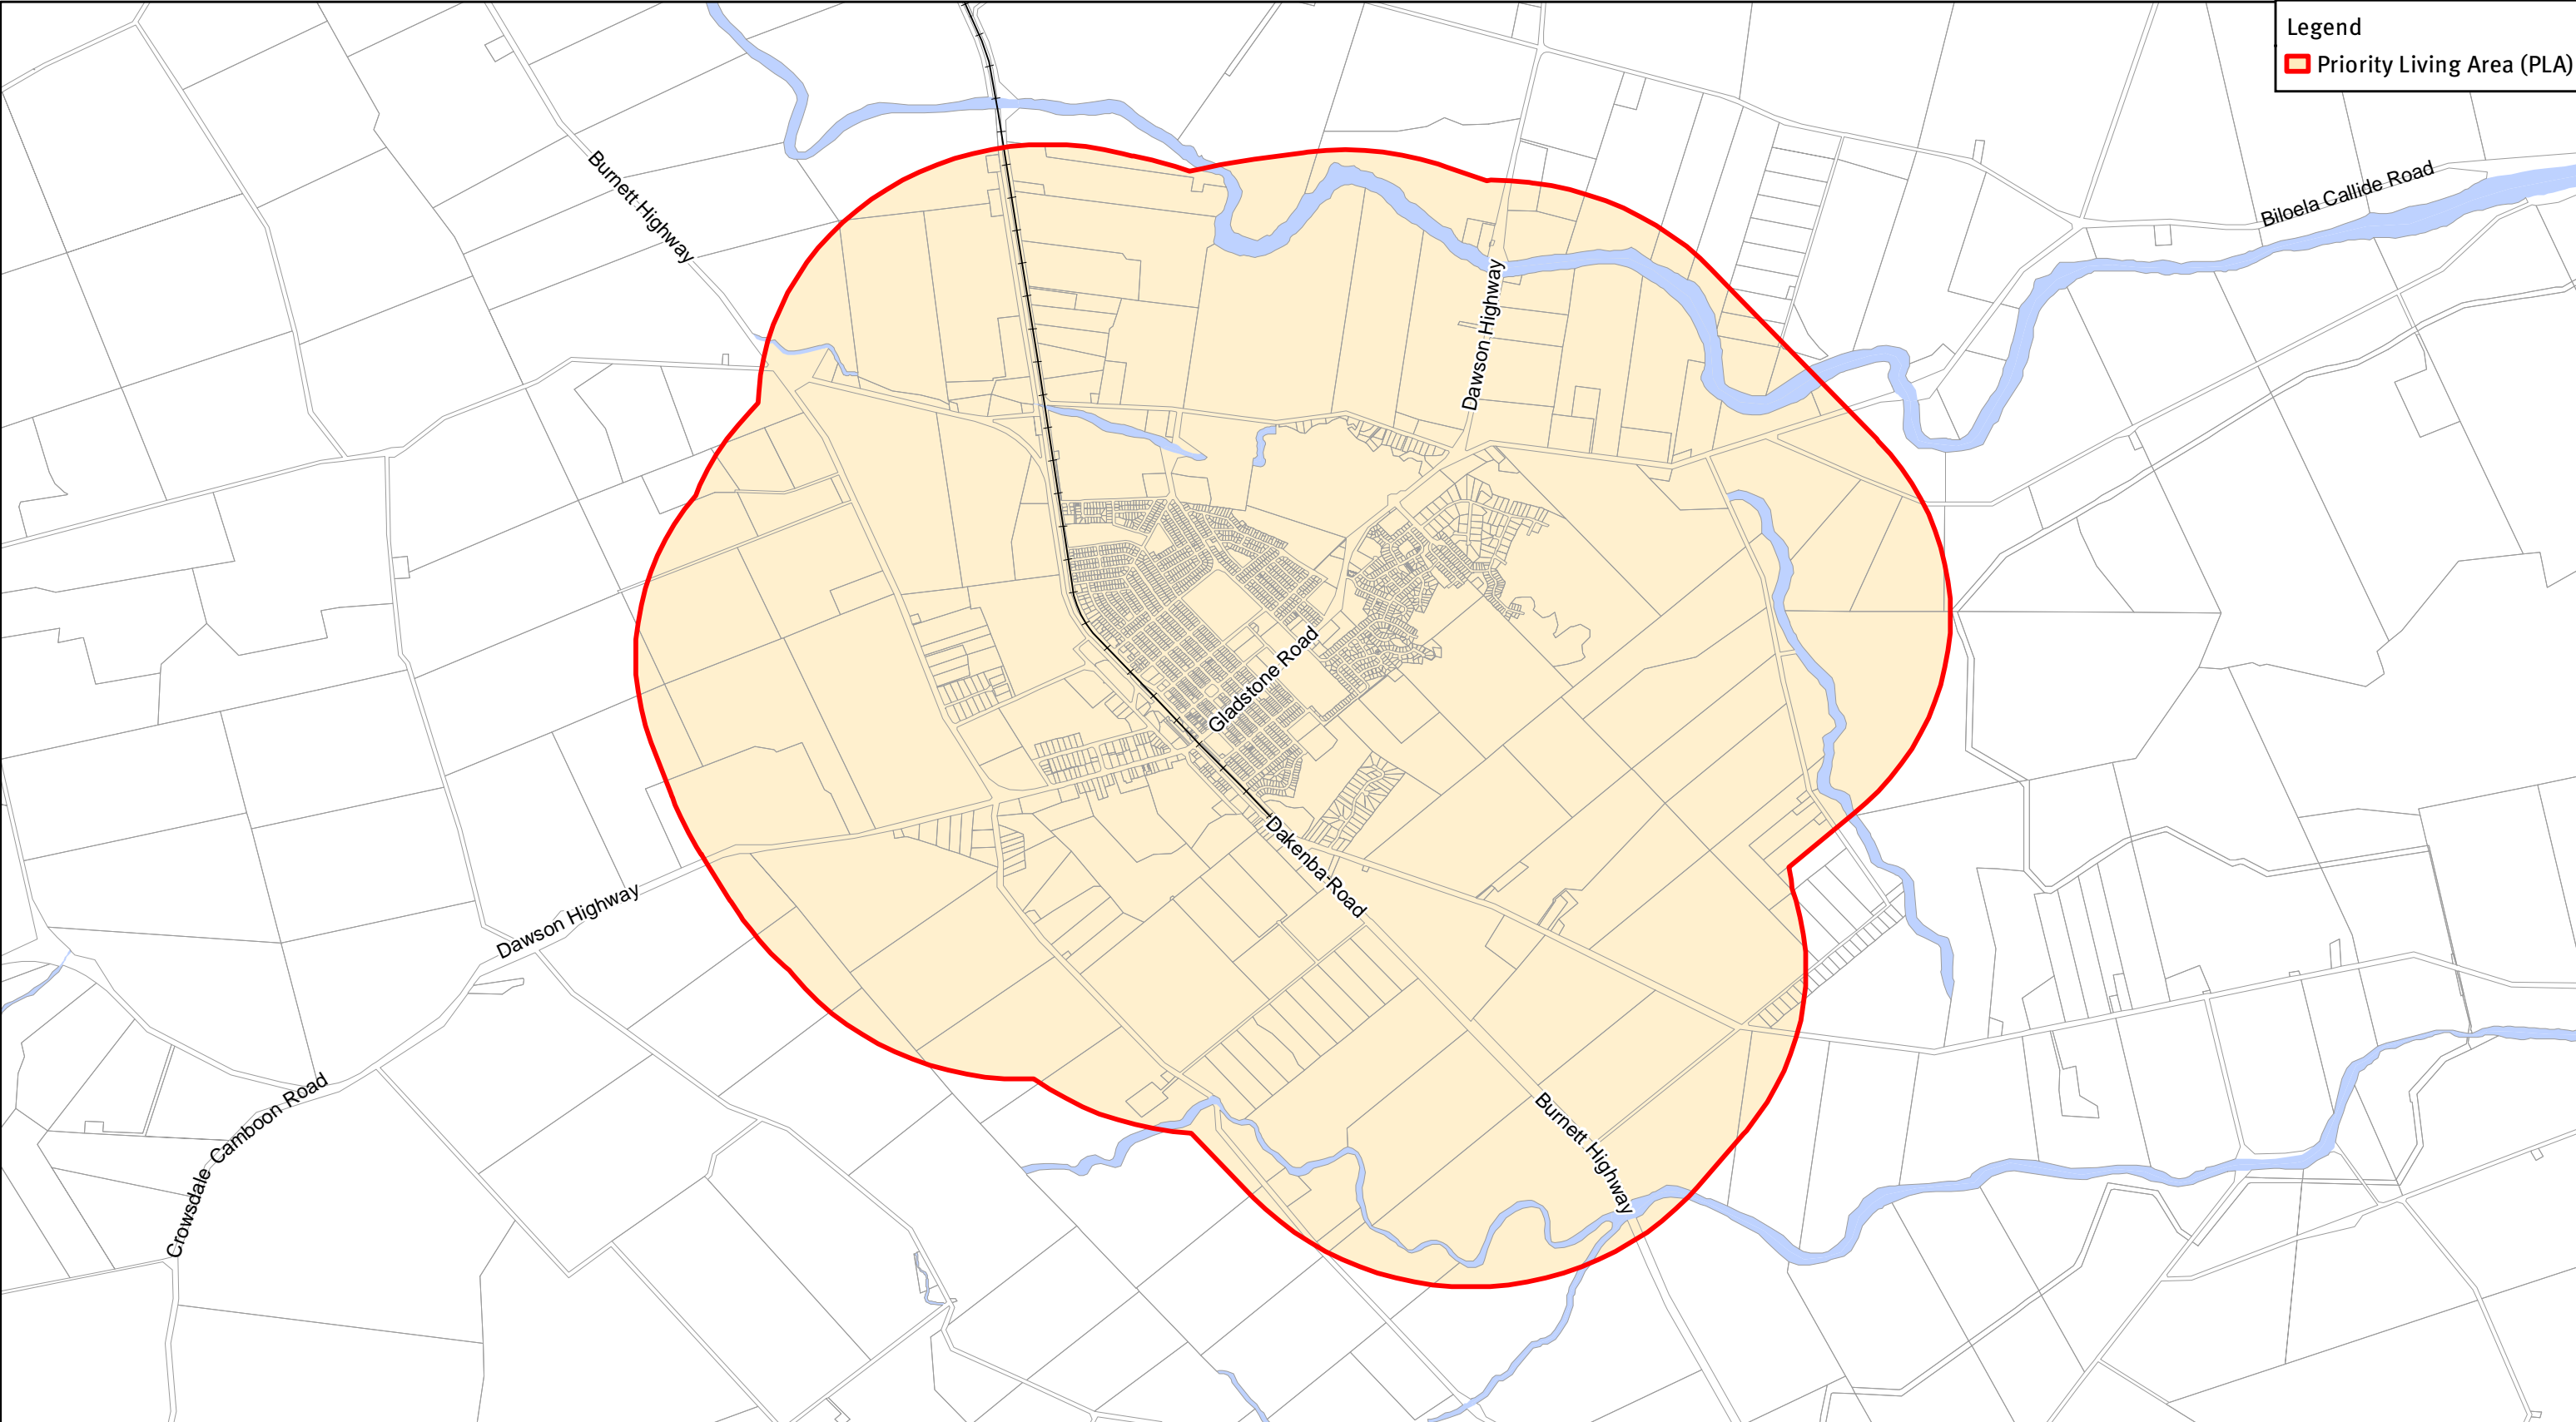 Legend
Priority Living Area (PLA)
Burnett Highway
Biloela Callide Road
Dawson Highway
Gladstone Road
Dakenba Road
Dawson Highway
Crowsdale Camboon Road
Burnett Highway